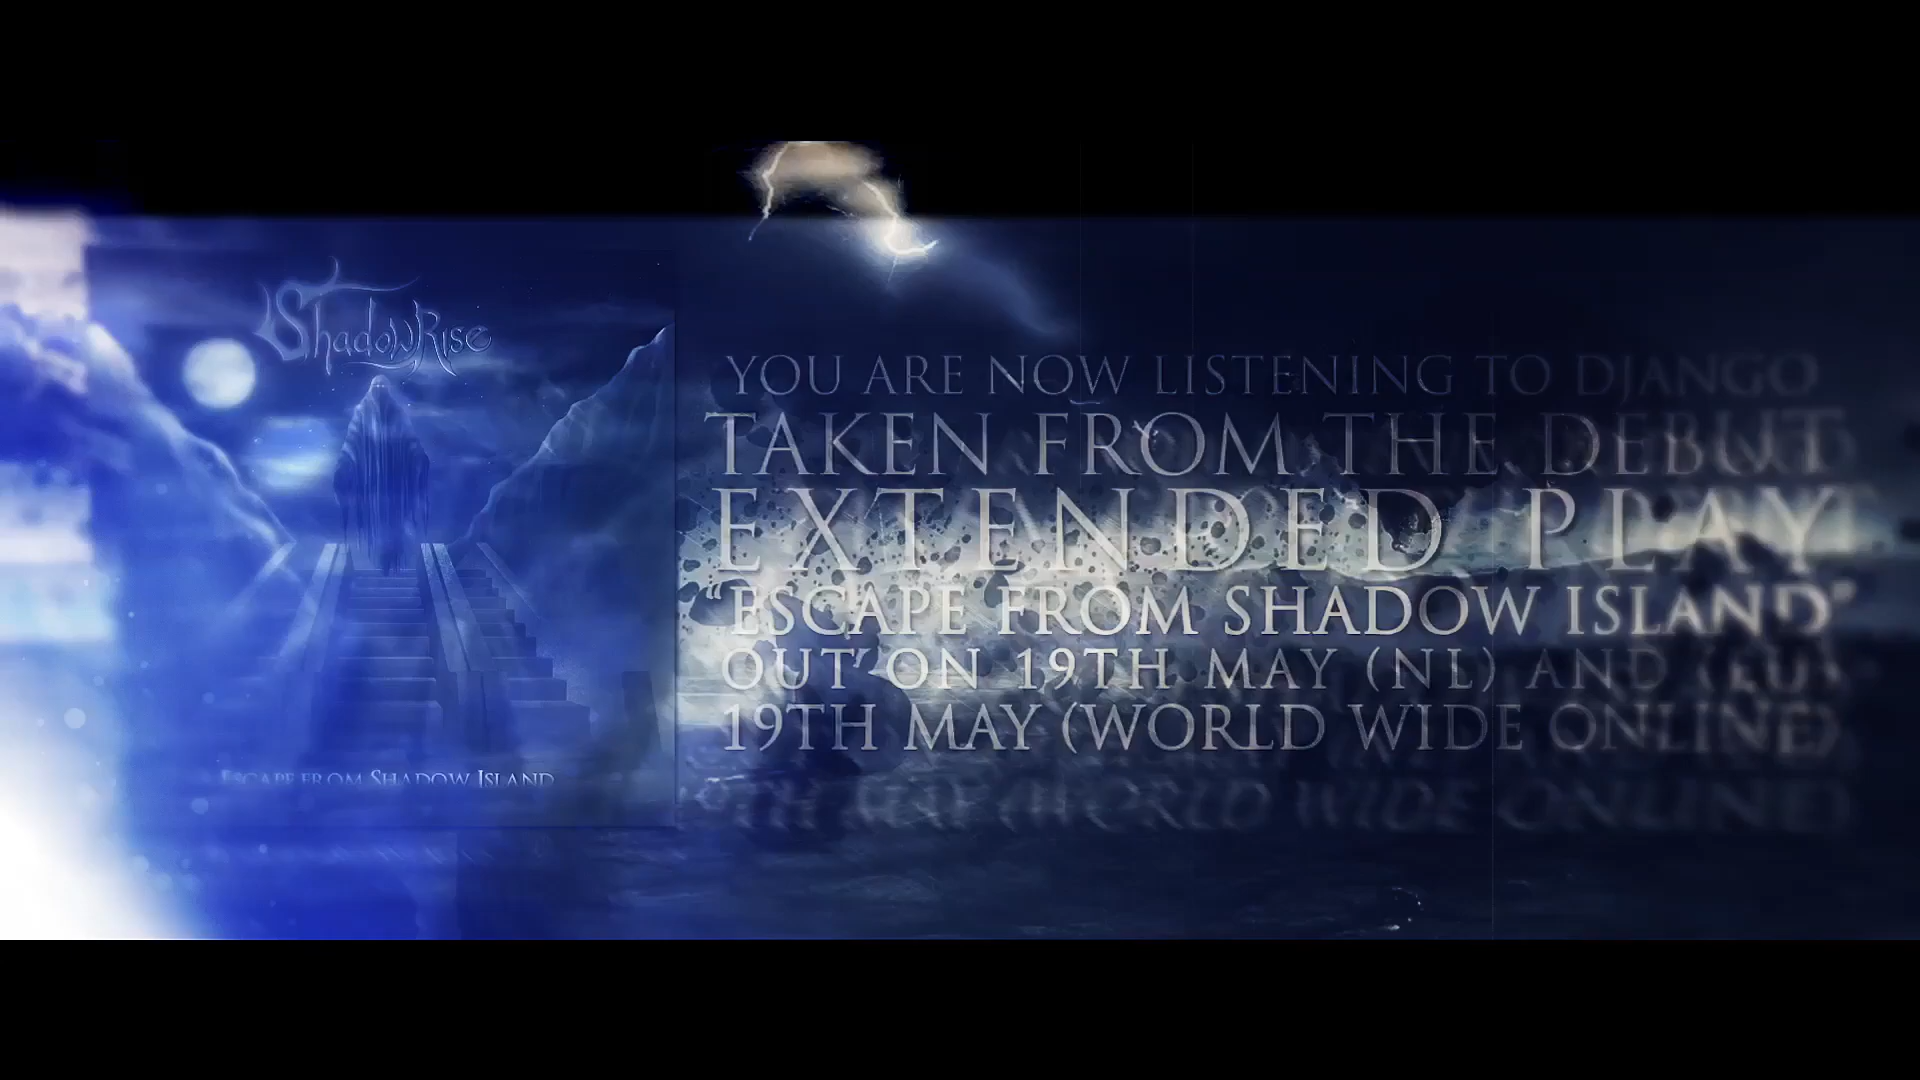 ShadowRise
Escape from Shadow Island
YOU ARE NOW LISTENING TO DJANGO
TAKEN FROM THE DEBUT
EXTENDED PLAY
"ESCAPE FROM SHADOW ISLAND"
OUT ON 19TH MAY (NL) AND (EU)
19TH MAY (WORLD WIDE ONLINE)